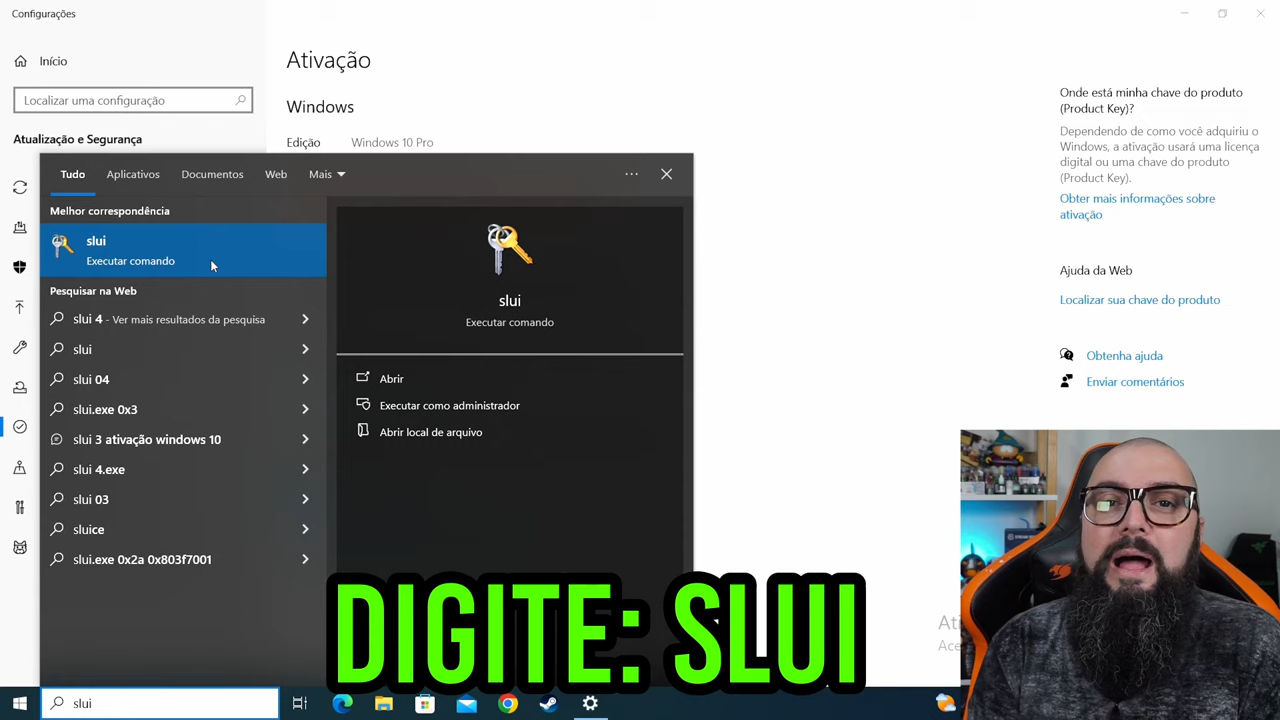 Configurações
Início
Localizar uma configuração
Atualização e Segurança
Ativação
Windows
Edição Windows 10 Pro
Tudo Aplicativos Documentos Web Mais
Melhor correspondência
slui
Executar comando
Pesquisar na Web
slui 4 - Ver mais resultados da pesquisa
slui
slui 04
slui.exe 0x3
slui 3 ativação windows 10
slui 4.exe
slui 03
sluice
slui.exe 0x2a 0x803f7001
slui
Executar comando
Abrir
Executar como administrador
Abrir local de arquivo
Onde está minha chave do produto
(Product Key)?
Dependendo de como você adquiriu o
Windows, a ativação usará uma licença
digital ou uma chave do produto
(Product Key).
Obter mais informações sobre
ativação
Ajuda da Web
Localizar sua chave do produto
Obtenha ajuda
Enviar comentários
DIGITE: SLUI
slui